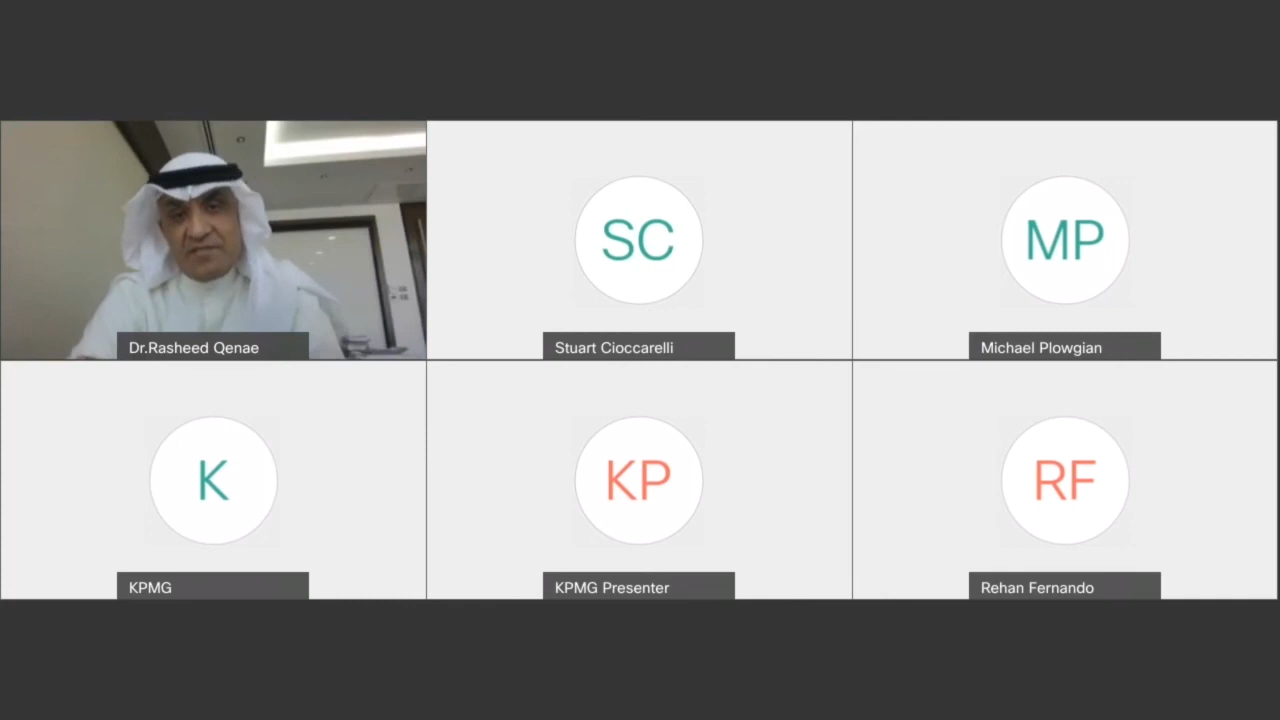 Dr.Rasheed Qenae
SC
Stuart Cioccarelli
MP
Michael Plowgian
K
KPMG
KP
KPMG Presenter
RF
Rehan Fernando